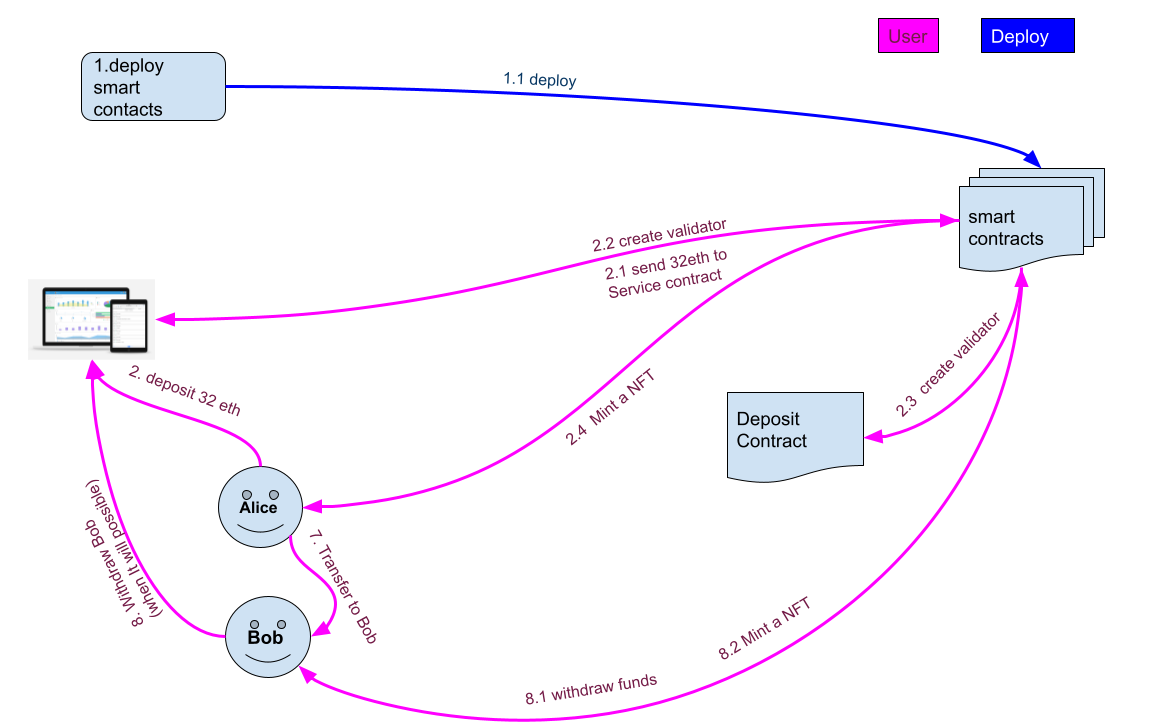 User
Deploy
1.deploy
smart
contacts
1.1 deploy
smart
contracts
2.2 create validator
2.1 send 32eth to
Service contract
2. deposit 32 eth
2.3 create validator
2.4 Mint a NFT
Deposit
Contract
Alice
7. Transfer to Bob
8. Withdraw Bob
(when It will possible)
Bob
8.2 Mint a NFT
8.1 withdraw funds